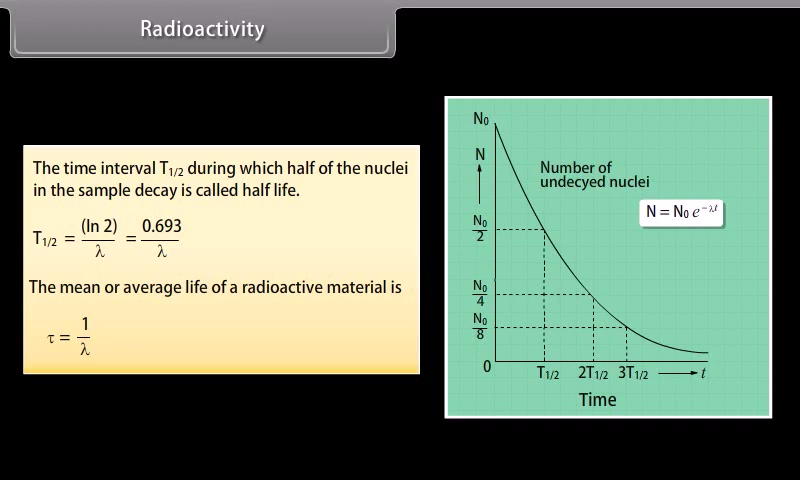 Radioactivity
The time interval T1/2 during which half of the nuclei
in the sample decay is called half life.
T1/2 = (ln 2)/λ = 0.693/λ
The mean or average life of a radioactive material is
τ = 1/λ
N0
N
Number of
undecyed nuclei
N = N0 e^−λt
N0/2
N0/4
N0/8
0
T1/2 2T1/2 3T1/2 t
Time